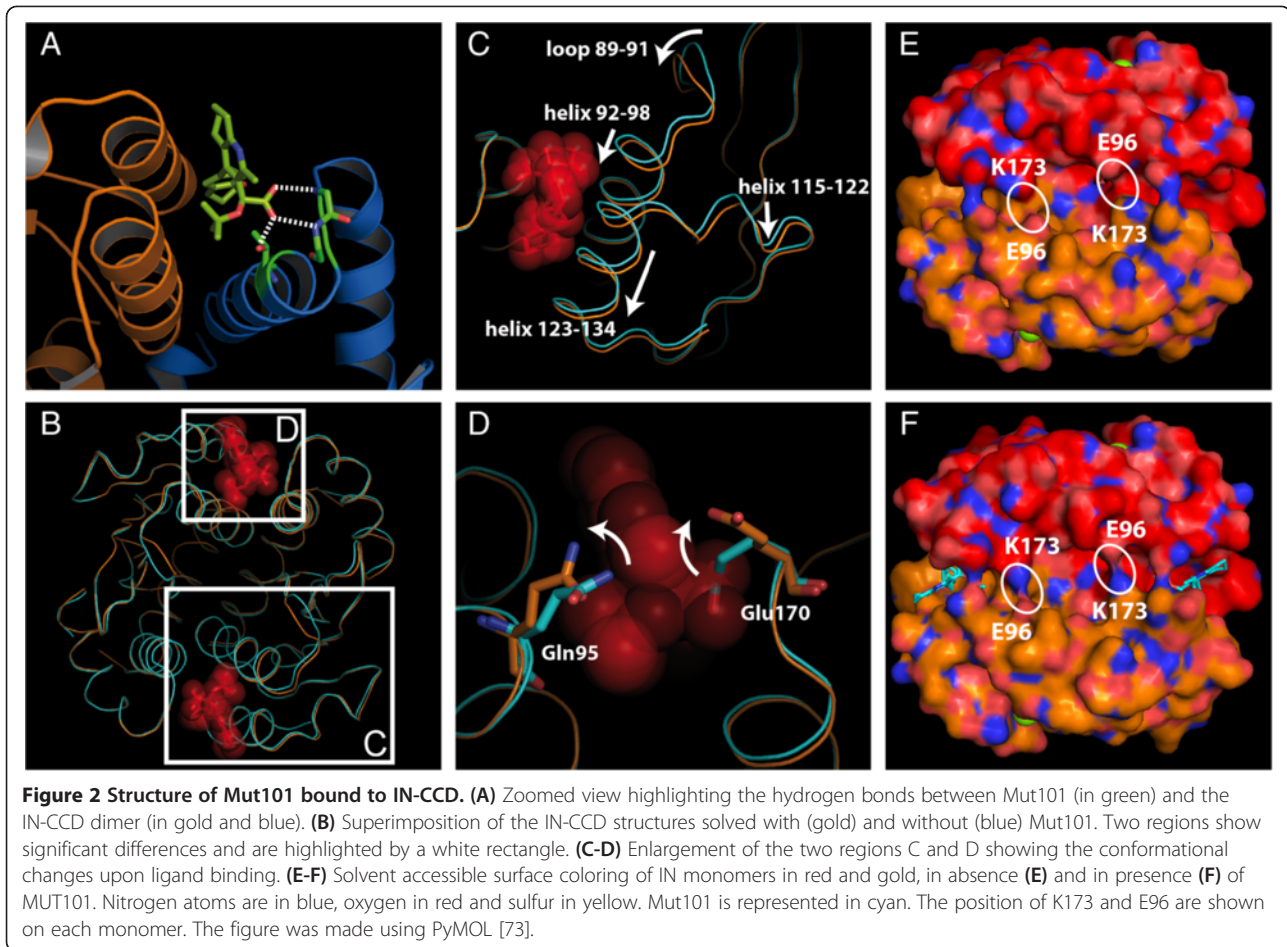 A
C
loop 89-91
helix 92-98
helix 115-122
helix 123-134
E
E96
K173
E96
K173
B
D
C
D
Gln95
Glu170
F
K173
E96
E96
K173
Figure 2 Structure of Mut101 bound to IN-CCD. (A) Zoomed view highlighting the hydrogen bonds between Mut101 (in green) and the
IN-CCD dimer (in gold and blue). (B) Superimposition of the IN-CCD structures solved with (gold) and without (blue) Mut101. Two regions show
significant differences and are highlighted by a white rectangle. (C-D) Enlargement of the two regions C and D showing the conformational
changes upon ligand binding. (E-F) Solvent accessible surface coloring of IN monomers in red and gold, in absence (E) and in presence (F) of
MUT101. Nitrogen atoms are in blue, oxygen in red and sulfur in yellow. Mut101 is represented in cyan. The position of K173 and E96 are shown
on each monomer. The figure was made using PyMOL [73].